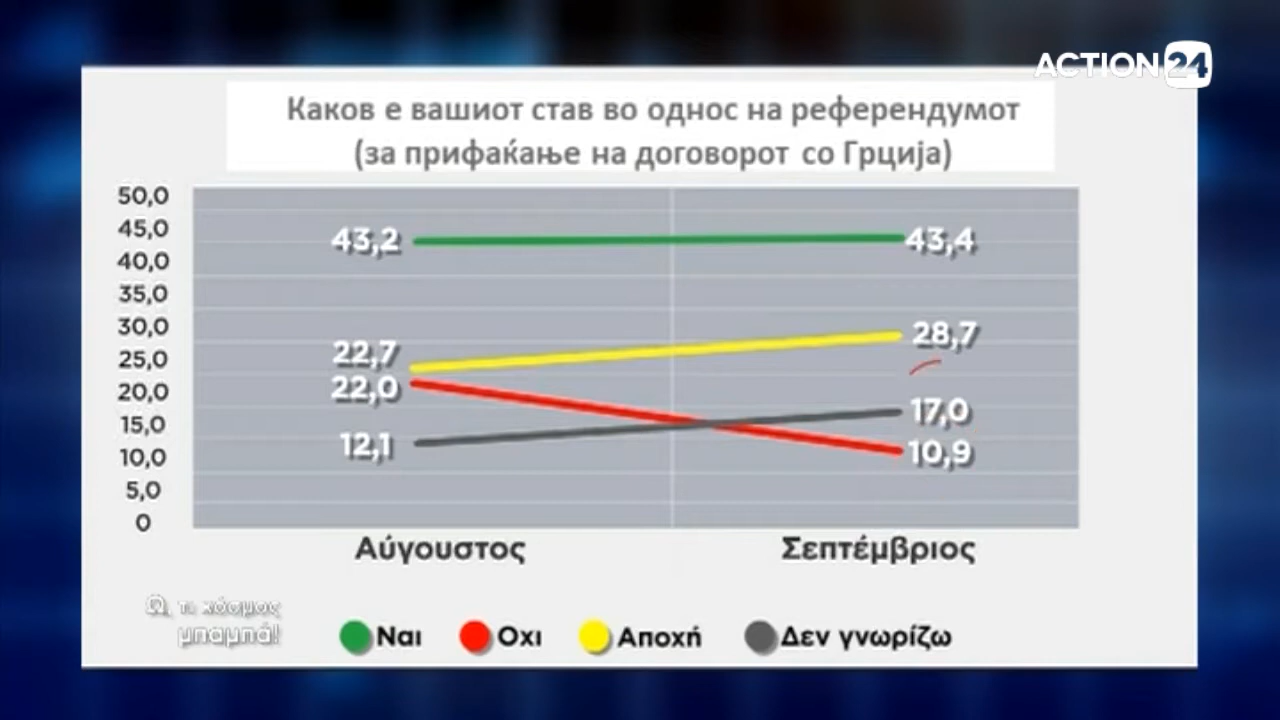 ACTION 24
Каков е вашиот став во однос на референдумот
(за прифаќање на договорот со Грција)
50,0
45,0
40,0
35,0
30,0
25,0
20,0
15,0
10,0
5,0
0
43,2
43,4
22,7
28,7
22,0
17,0
12,1
10,9
Αύγουστος
Σεπτέμβριος
Ω, τι κόσμος
μπαμπά!
Ναι
Οχι
Αποχή
Δεν γνωρίζω